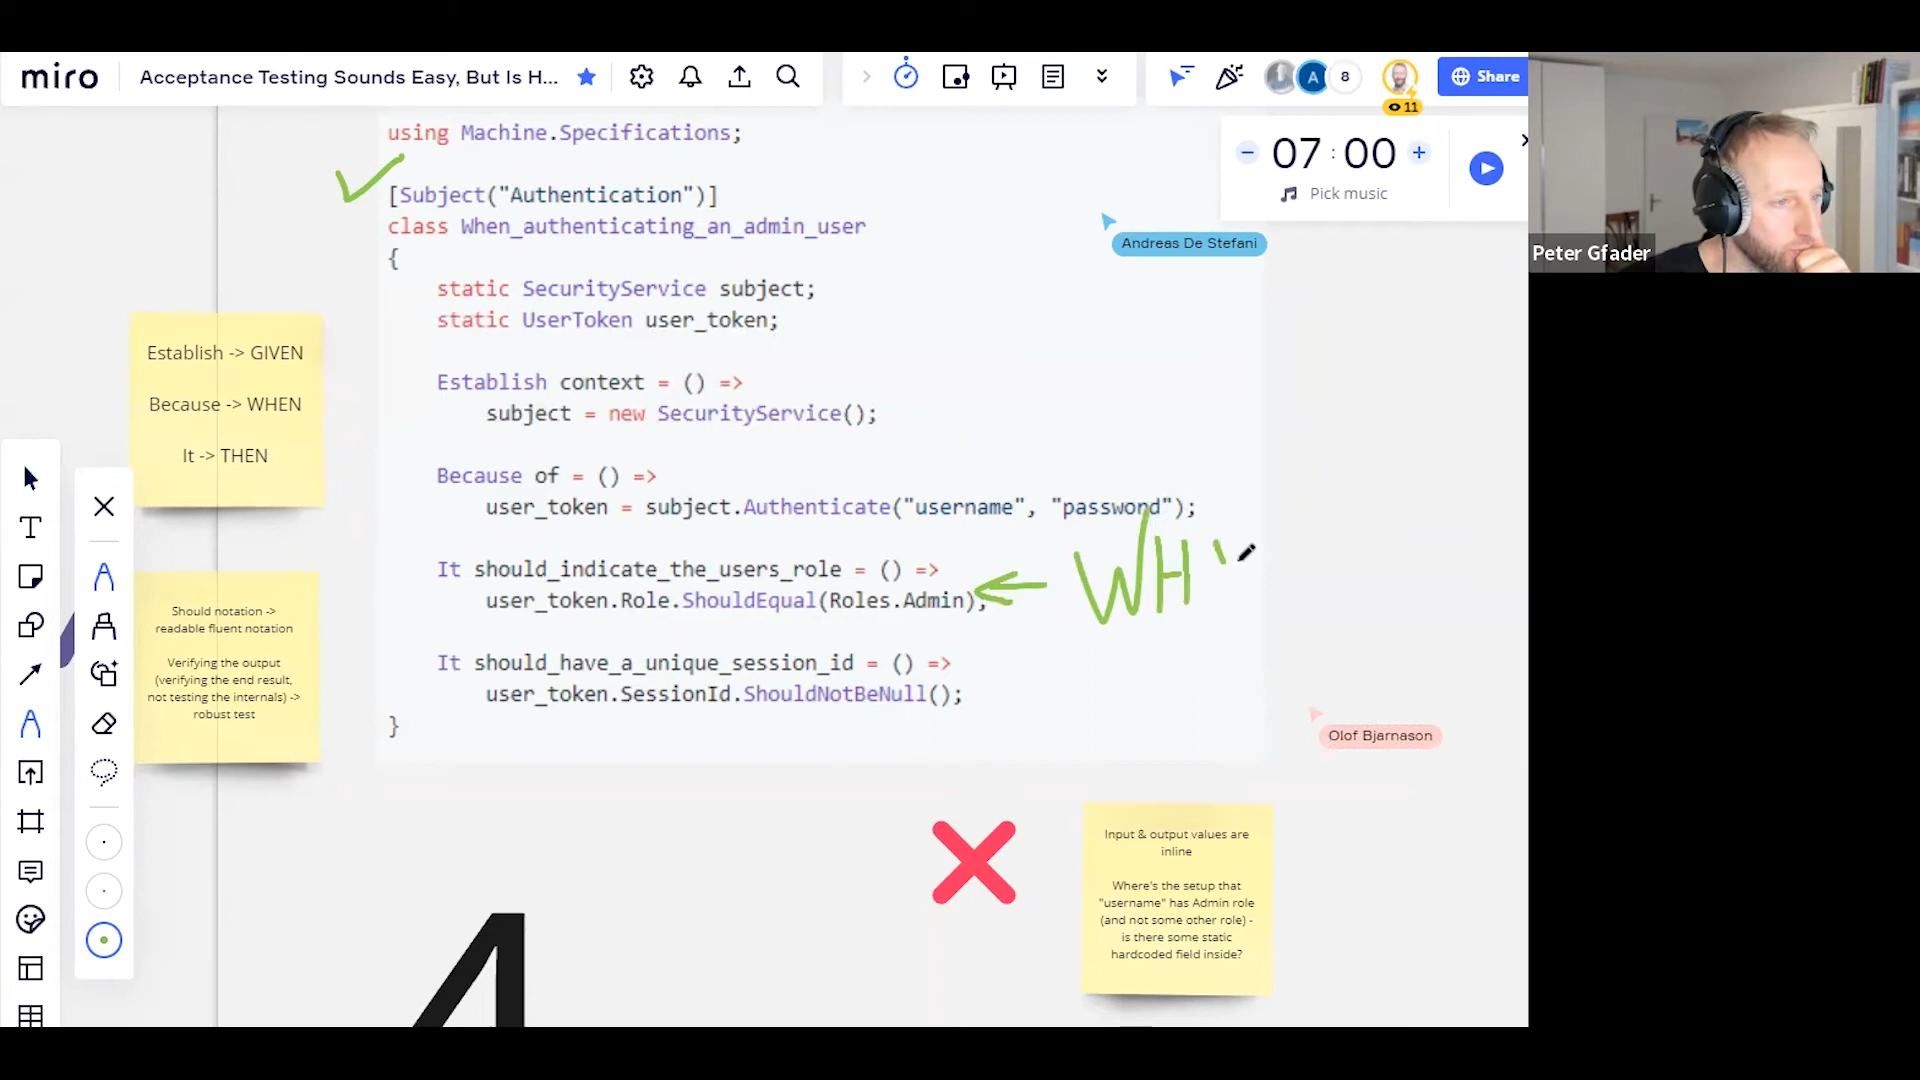 miro
Acceptance Testing Sounds Easy, But Is H...
A
8
11
Share
07 : 00
Pick music
Peter Gfader
using Machine.Specifications;
[Subject("Authentication")]
class When_authenticating_an_admin_user
{
static SecurityService subject;
static UserToken user_token;
Establish context = () =>
subject = new SecurityService();
Because of = () =>
user_token = subject.Authenticate("username", "password");
It should_indicate_the_users_role = () =>
user_token.Role.ShouldEqual(Roles.Admin);
It should_have_a_unique_session_id = () =>
user_token.SessionId.ShouldNotBeNull();
}
WH
Andreas De Stefani
Olof Bjarnason
Establish -> GIVEN
Because -> WHEN
It -> THEN
Should notation ->
readable fluent notation
Verifying the output
(verifying the end result,
not testing the internals) ->
robust test
Input & output values are
inline
Where's the setup that
"username" has Admin role
(and not some other role) -
is there some static
hardcoded field inside?
4